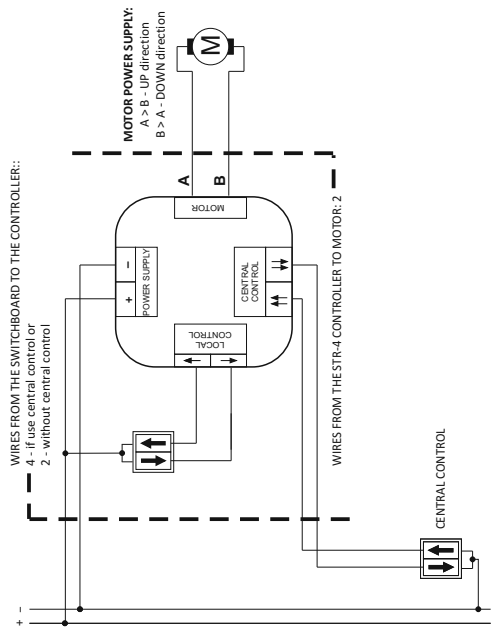 WIRES FROM THE SWITCHBOARD TO THE CONTROLLER::
4 - if use central control or
2 - without central control
MOTOR POWER SUPPLY:
A > B - UP direction
B > A - DOWN direction
M
A
B
MOTOR
+
–
POWER SUPPLY
LOCAL
CONTROL
CENTRAL
CONTROL
WIRES FROM THE STR-4 CONTROLLER TO MOTOR: 2
CENTRAL CONTROL
+
–